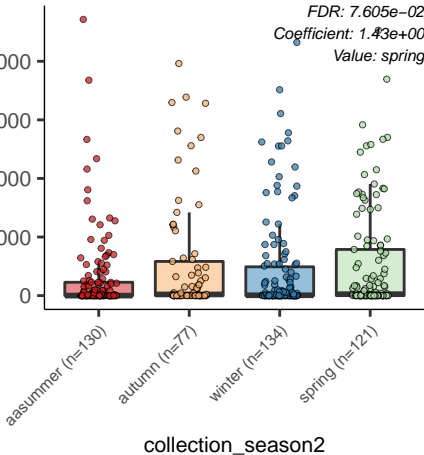 FDR: 7.605e−02
Coefficient: 1.43e+00
Value: spring
000
000
000
000
0
aasummer (n=130)
autumn (n=77)
winter (n=134)
spring (n=121)
collection_season2